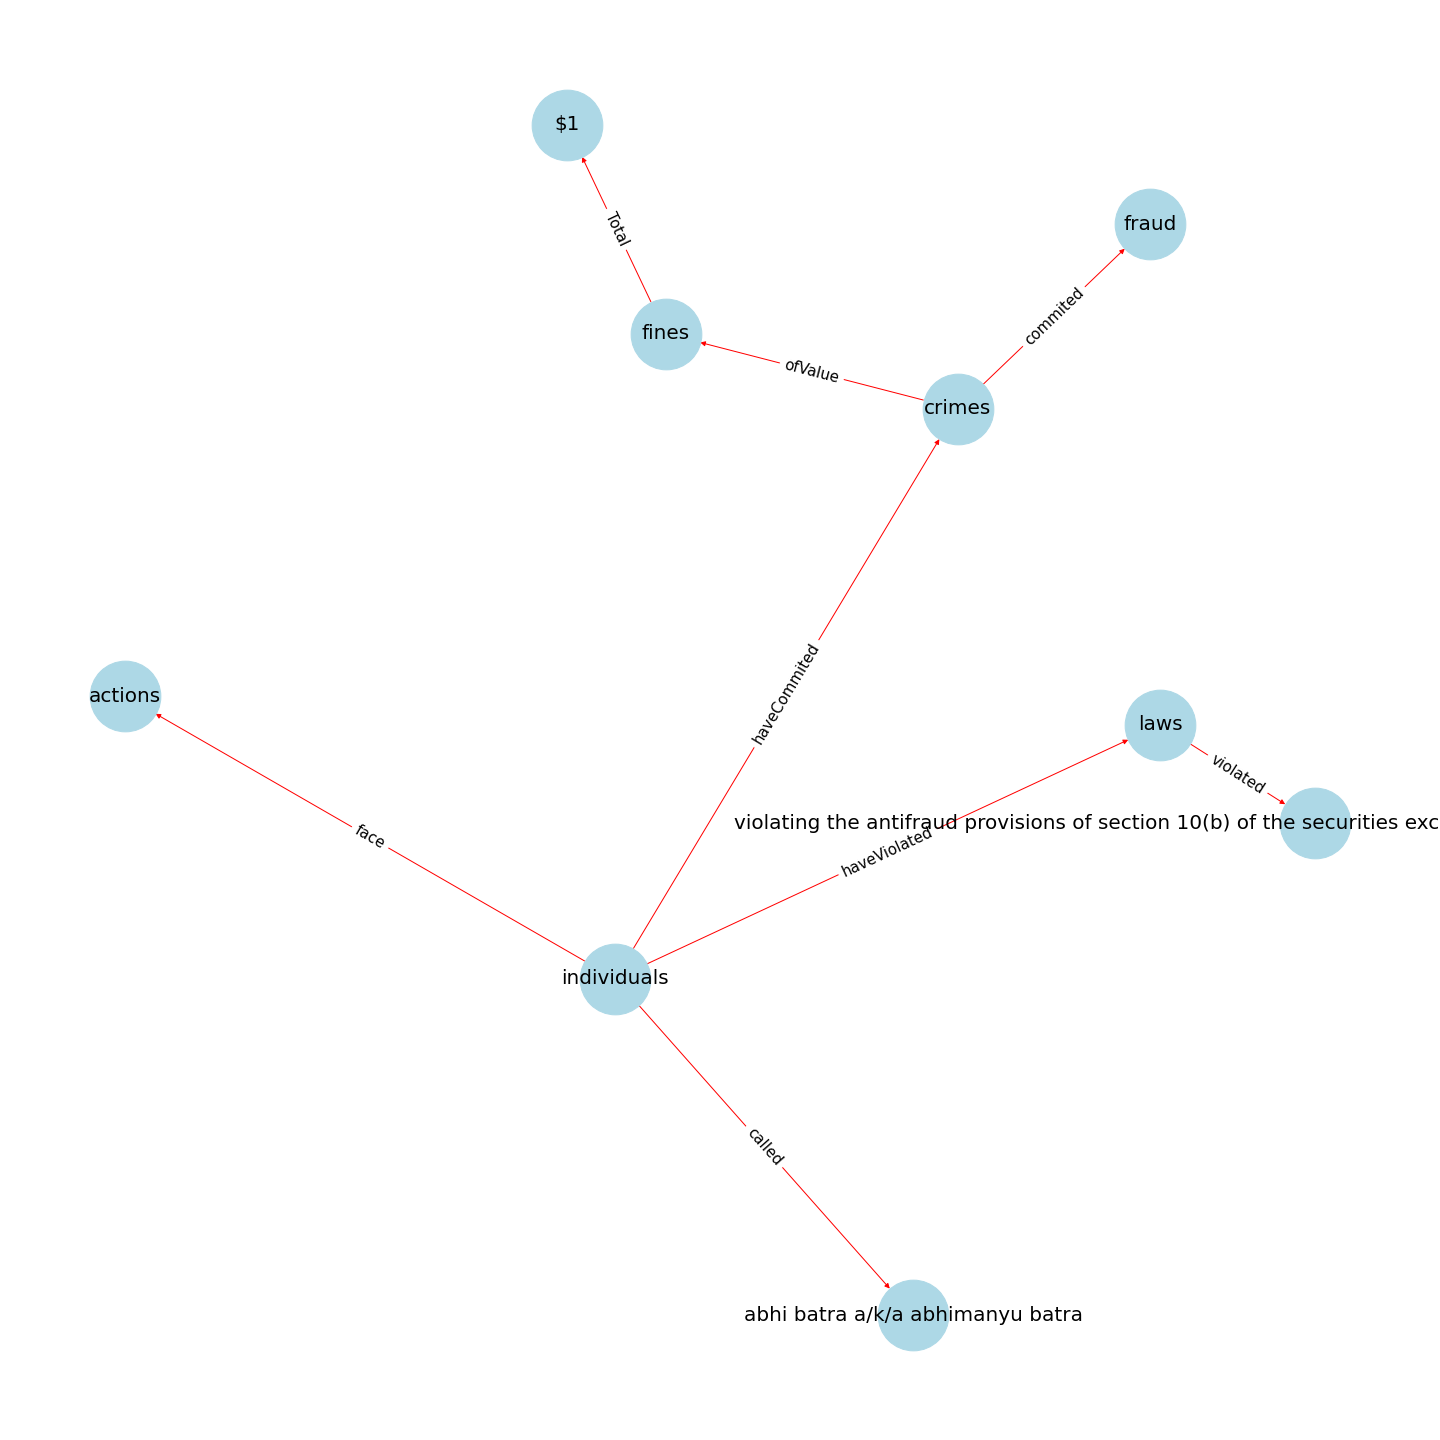 $1
fraud
Total
commited
fines
ofValue
crimes
haveCommited
actions
laws
violated
violating the antifraud provisions of section 10(b) of the securities exc
face
haveViolated
individuals
called
abhi batra a/k/a abhimanyu batra